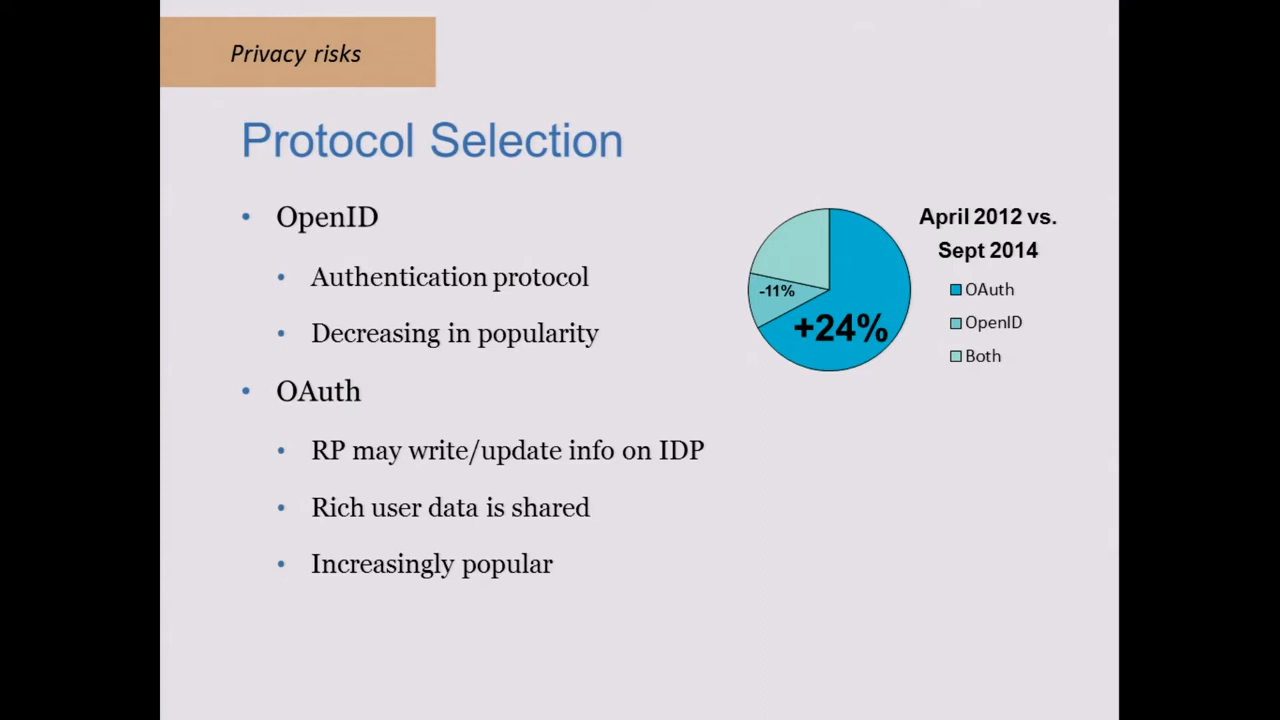 Privacy risks
Protocol Selection
• OpenID
• Authentication protocol
• Decreasing in popularity
• OAuth
• RP may write/update info on IDP
• Rich user data is shared
• Increasingly popular
-11%
+24%
April 2012 vs.
Sept 2014
OAuth
OpenID
Both